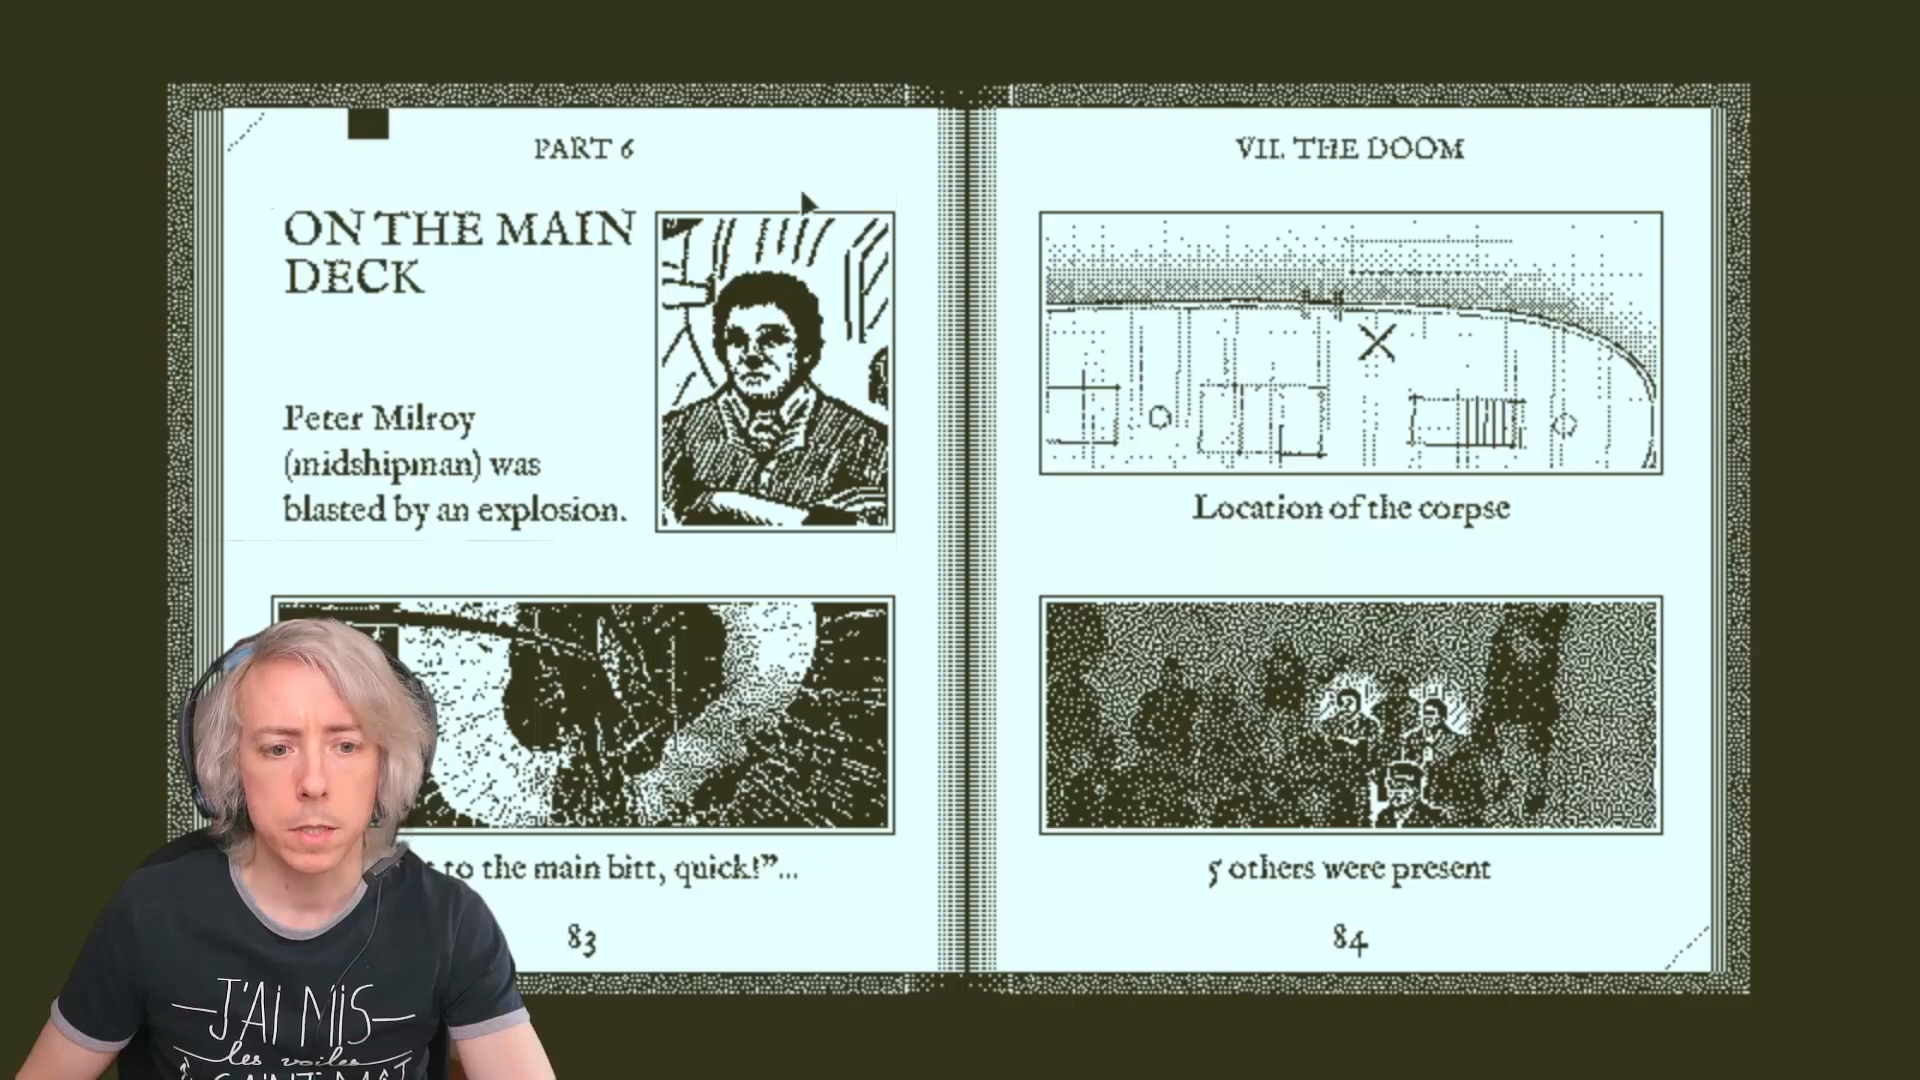 PART 6
ON THE MAIN
DECK
Peter Milroy
(midshipman) was
blasted by an explosion.
to the main bitt, quick!”...
83
VII. THE DOOM
Location of the corpse
5 others were present
84
J'AI MIS
les voiles